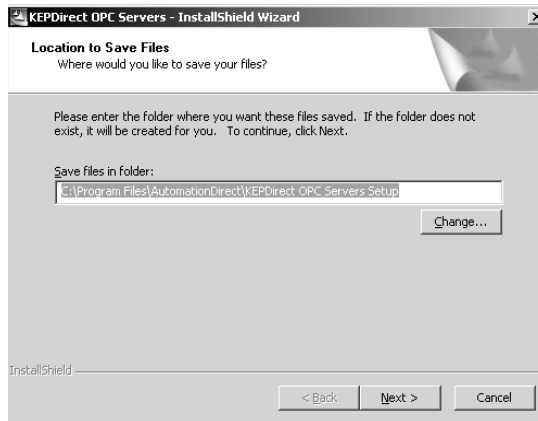 KEPDirect OPC Servers - InstallShield Wizard
Location to Save Files
Where would you like to save your files?
Please enter the folder where you want these files saved. If the folder does not
exist, it will be created for you. To continue, click Next.
Save files in folder:
C:\Program Files\AutomationDirect\KEPDirect OPC Servers Setup
Change...
InstallShield
< Back Next > Cancel